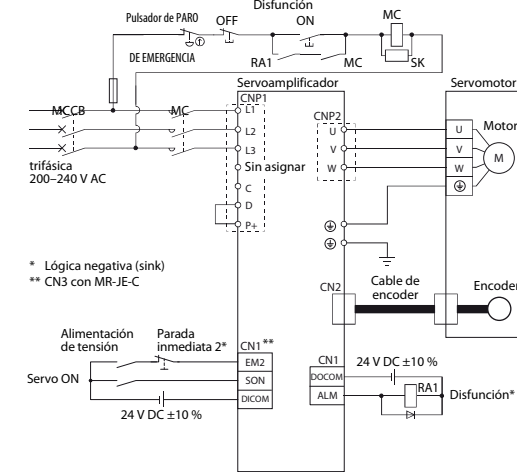 Disfunción
Pulsador de PARO
OFF
ON
MC
DE EMERGENCIA
RA1
MC
SK
Servoamplificador
Servomotor
CNP1
MCCB
MC
L1
L2
L3
trifásica
200–240 V AC
Sin asignar
C
D
P+
CNP2
U
V
W
U
V
W
Motor
M
* Lógica negativa (sink)
** CN3 con MR-JE-C
CN2
Cable de
encoder
Encoder
Alimentación
de tensión
Parada
inmediata 2*
CN1**
EM2
SON
DICOM
Servo ON
24 V DC ±10 %
CN1
DOCOM
ALM
24 V DC ±10 %
RA1
Disfunción*